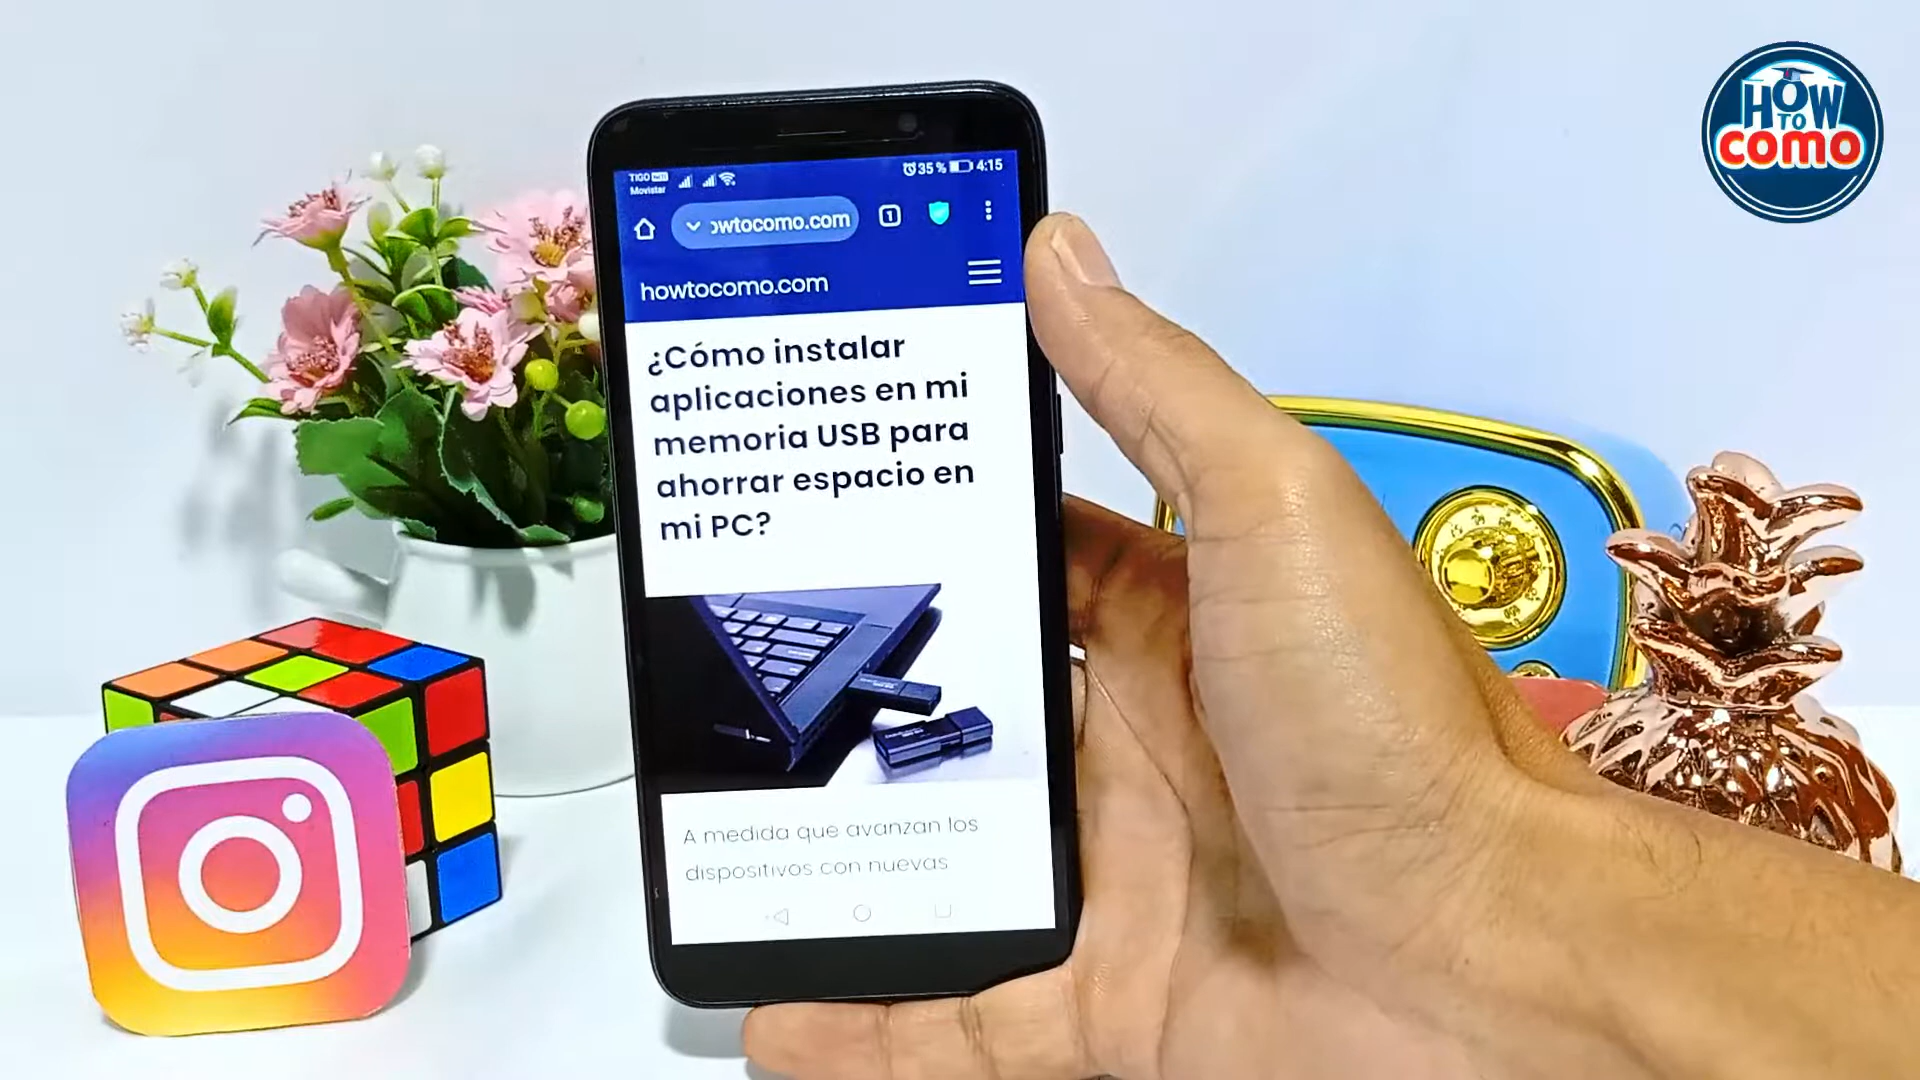 HOW
TO
COMO
TIGO
Movistar
35 % 4:15
owtocomo.com
1
howtocomo.com
¿Cómo instalar
aplicaciones en mi
memoria USB para
ahorrar espacio en
mi PC?
A medida que avanzan los
dispositivos con nuevas